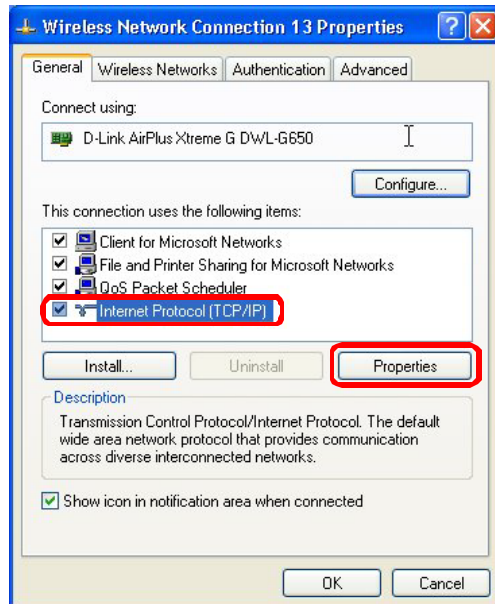 Wireless Network Connection 13 Properties
General Wireless Networks Authentication Advanced
Connect using:
D-Link AirPlus Xtreme G DWL-G650
Configure...
This connection uses the following items:
Client for Microsoft Networks
File and Printer Sharing for Microsoft Networks
QoS Packet Scheduler
Internet Protocol (TCP/IP)
Install... Uninstall Properties
Description
Transmission Control Protocol/Internet Protocol. The default
wide area network protocol that provides communication
across diverse interconnected networks.
Show icon in notification area when connected
OK Cancel